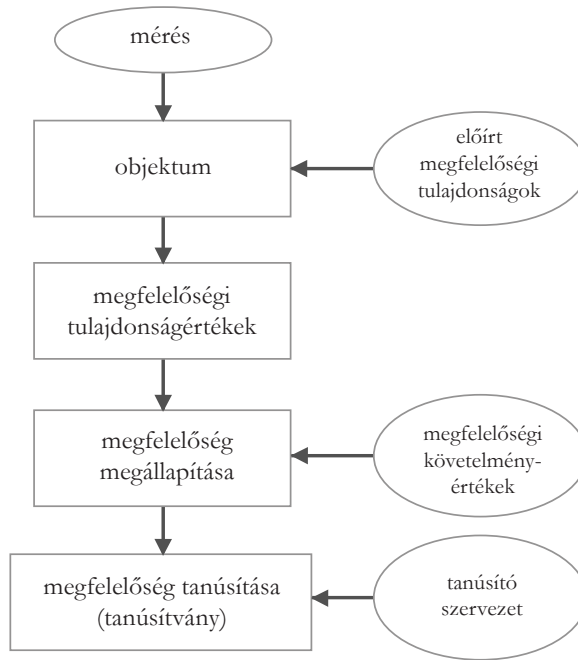 mérés
objektum
előírt
megfelelőségi
tulajdonságok
megfelelőségi
tulajdonságértékek
megfelelőség
megállapítása
megfelelőségi
követelmény-
értékek
megfelelőség tanúsítása
(tanúsítvány)
tanúsító
szervezet